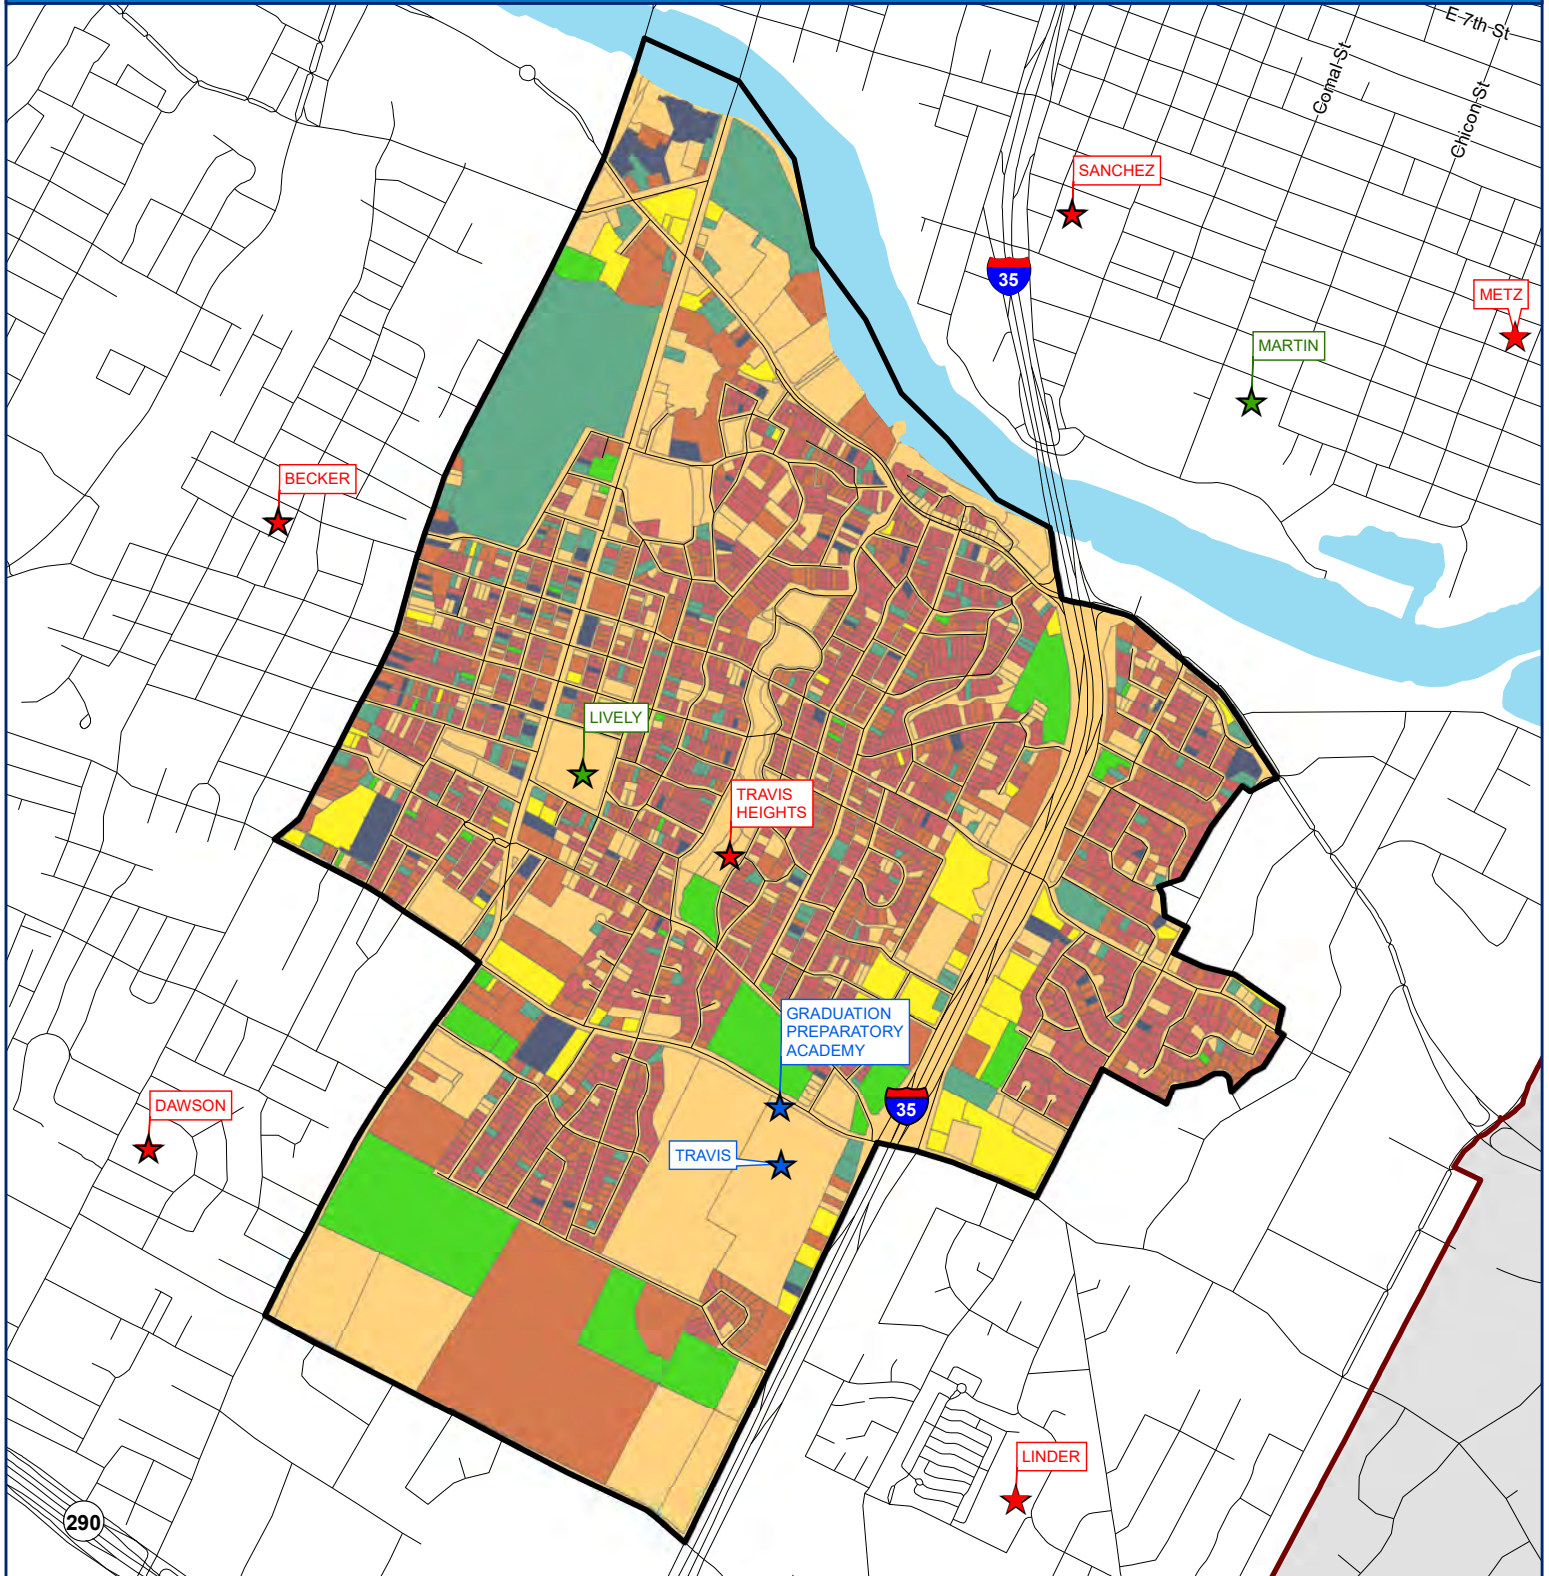 E 7th St
Comal St
Chicon St
SANCHEZ
35
METZ
MARTIN
BECKER
LIVELY
TRAVIS
HEIGHTS
GRADUATION
PREPARATORY
ACADEMY
35
DAWSON
TRAVIS
LINDER
290